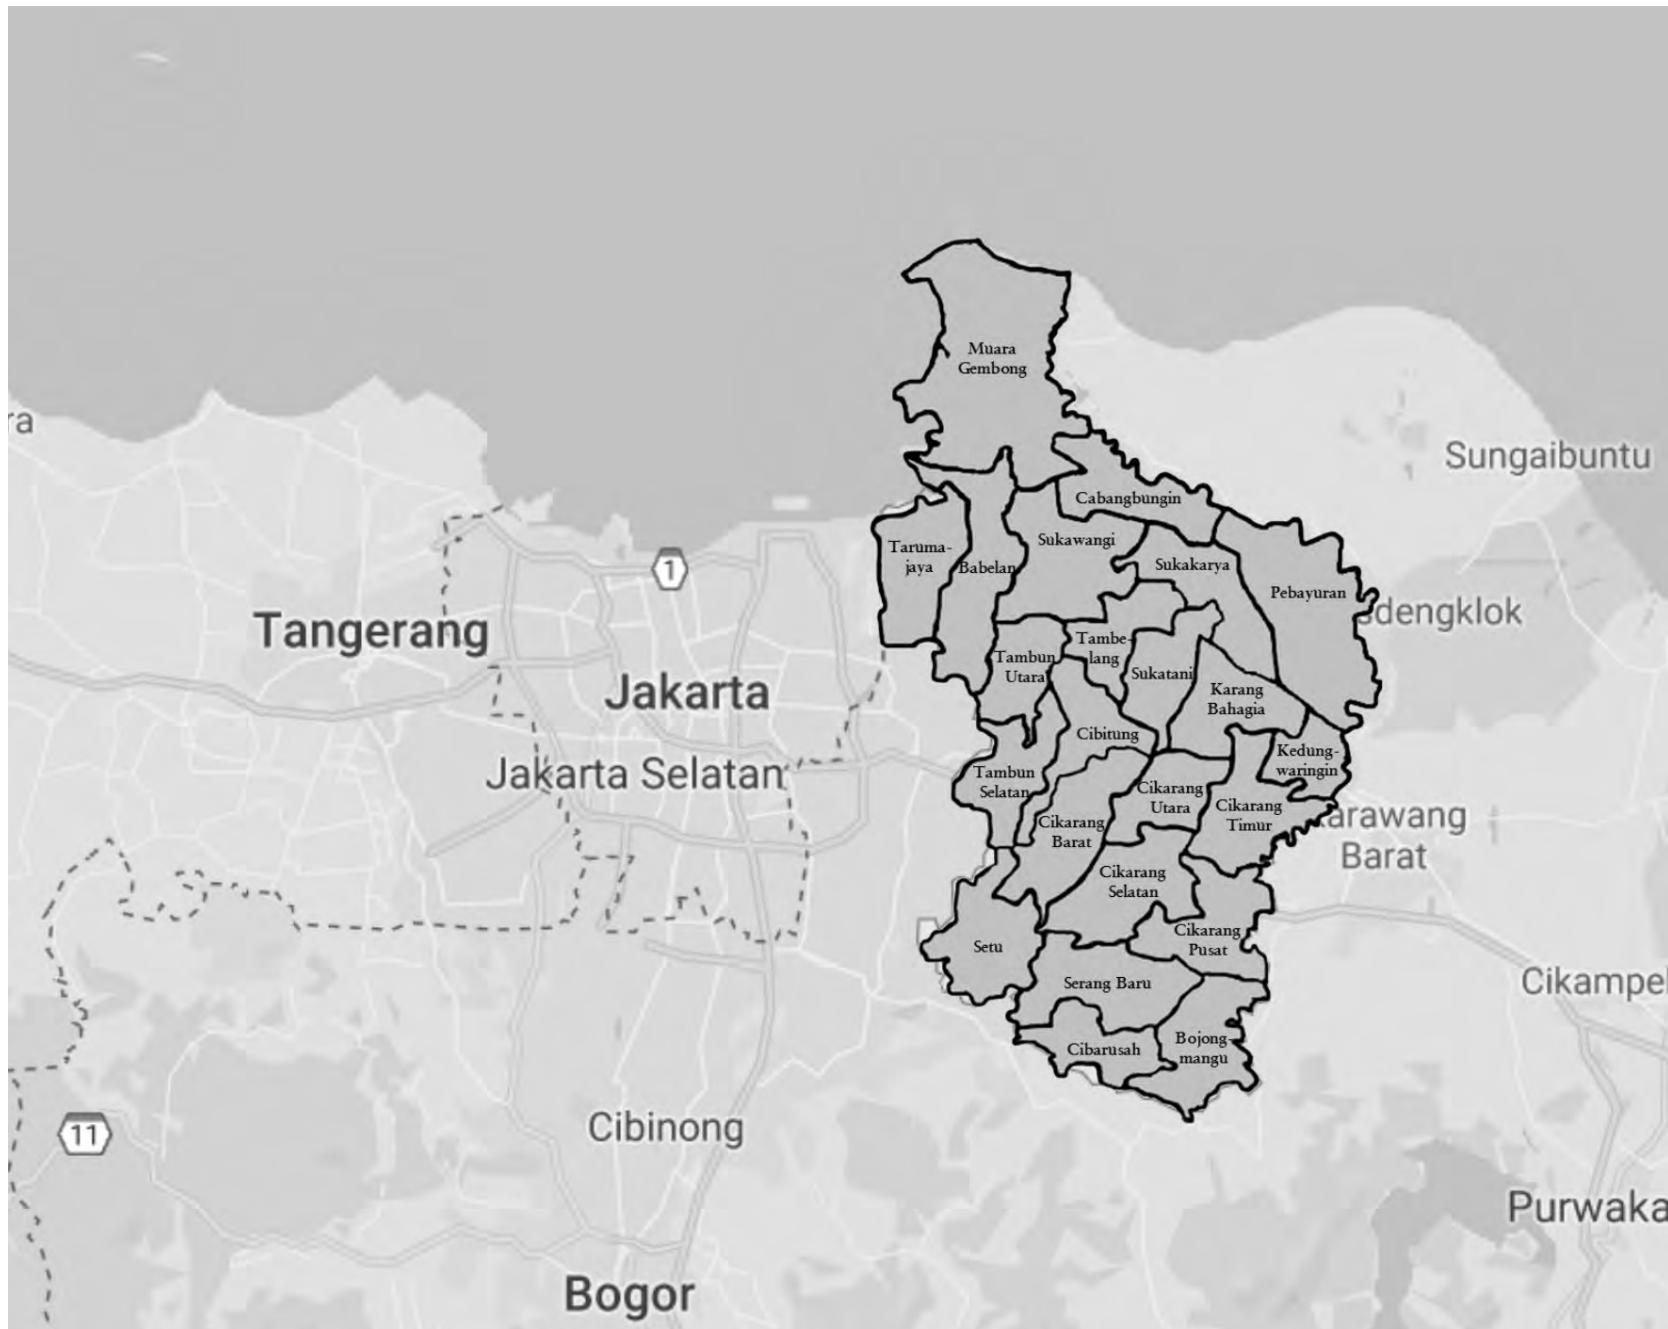 Muara
Gembong
ra
Sungaibuntu
Cabangbungin
Sukawangi
Taruma-
jaya
Babelan
Sukakarya
1
Pebayuran
sdengklok
Tangerang
Tambe-
lang
Tambun
Utara
Sukatani
Jakarta
Karang
Bahagia
Cibitung
Kedung-
waringin
Jakarta Selatan
Tambun
Selatan
Cikarang
Utara
Cikarang
Timur
Cikarang
Barat
arawang
Barat
Cikarang
Selatan
Cikarang
Pusat
Setu
Serang Baru
Cikampe
Cibarusah
Bojong-
mangu
11
Cibinong
Purwaka
Bogor